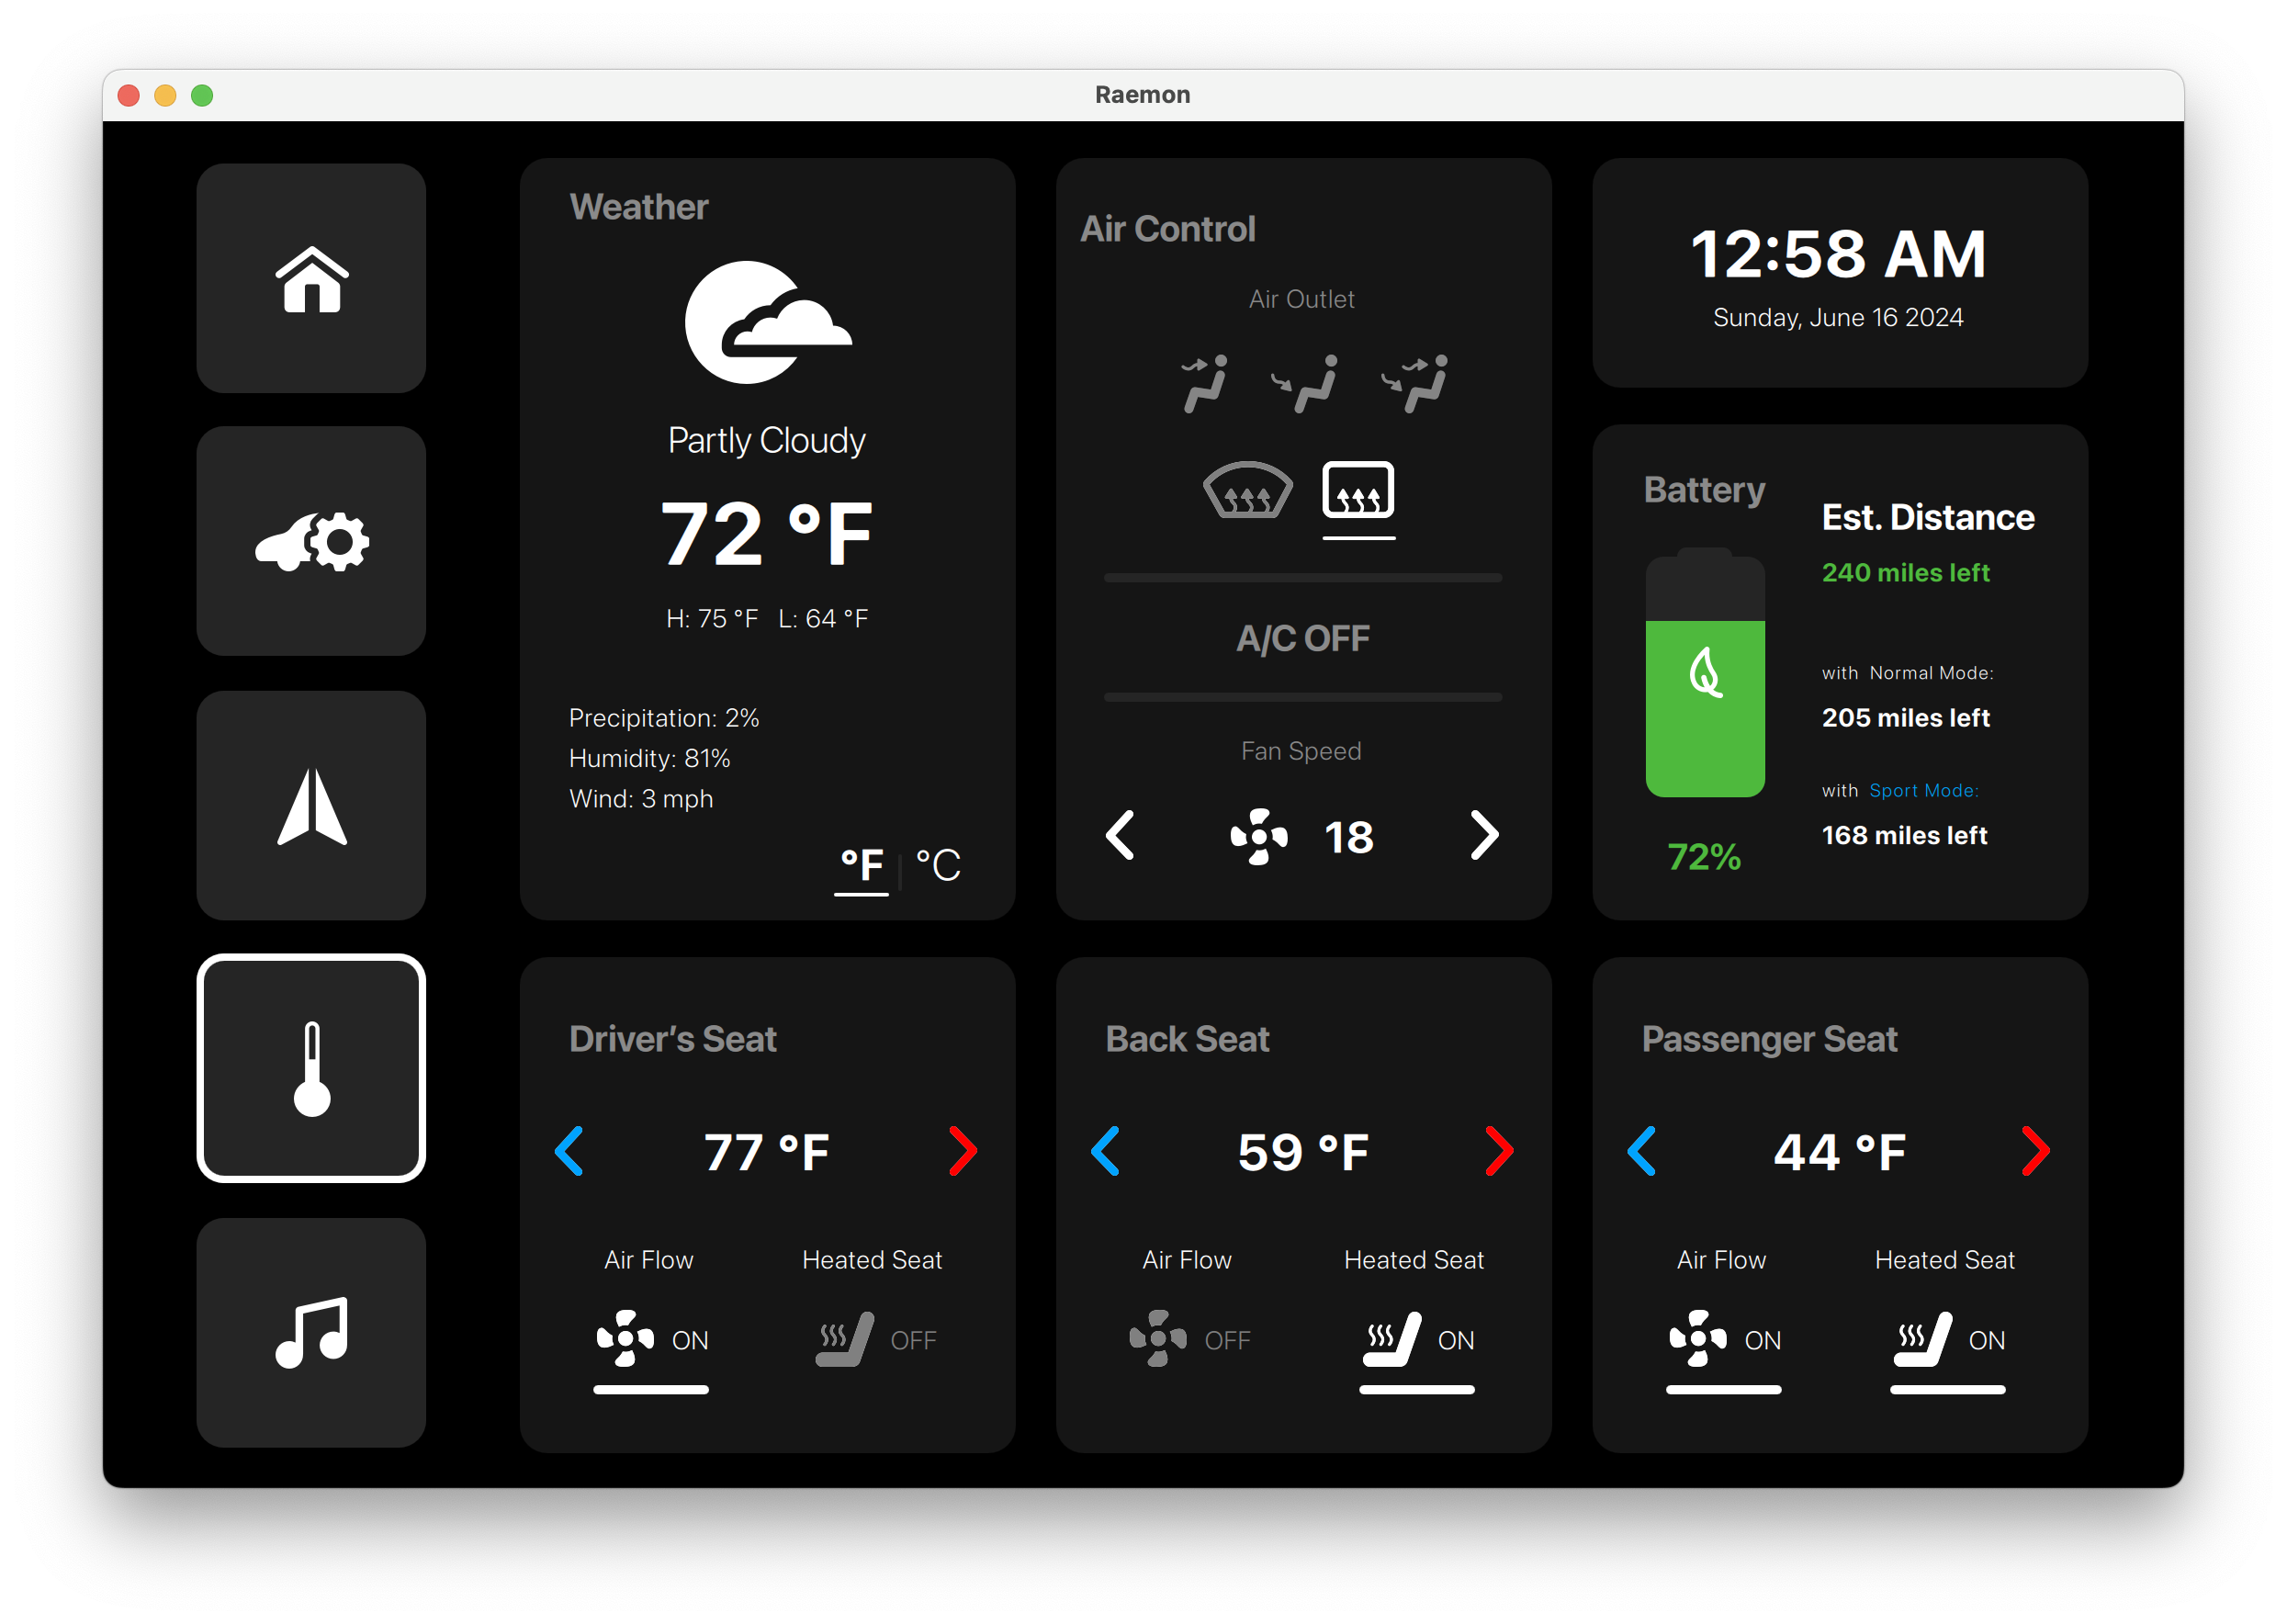 Raemon
Weather
Partly Cloudy
72 °F
H: 75 °F   L: 64 °F
Precipitation: 2%
Humidity: 81%
Wind: 3 mph
°F | °C
Air Control
Air Outlet
A/C OFF
Fan Speed
18
12:58 AM
Sunday, June 16 2024
Battery
72%
Est. Distance
240 miles left
with Normal Mode:
205 miles left
with Sport Mode:
168 miles left
Driver’s Seat
77 °F
Air Flow   Heated Seat
ON   OFF
Back Seat
59 °F
Air Flow   Heated Seat
OFF   ON
Passenger Seat
44 °F
Air Flow   Heated Seat
ON   ON